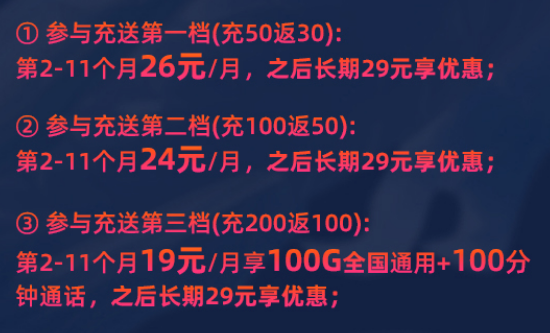 ① 参与充送第一档(充50返30):
第2-11个月26元/月，之后长期29元享优惠；
② 参与充送第二档(充100返50):
第2-11个月24元/月，之后长期29元享优惠；
③ 参与充送第三档(充200返100):
第2-11个月19元/月享100G全国通用+100分
钟通话，之后长期29元享优惠；